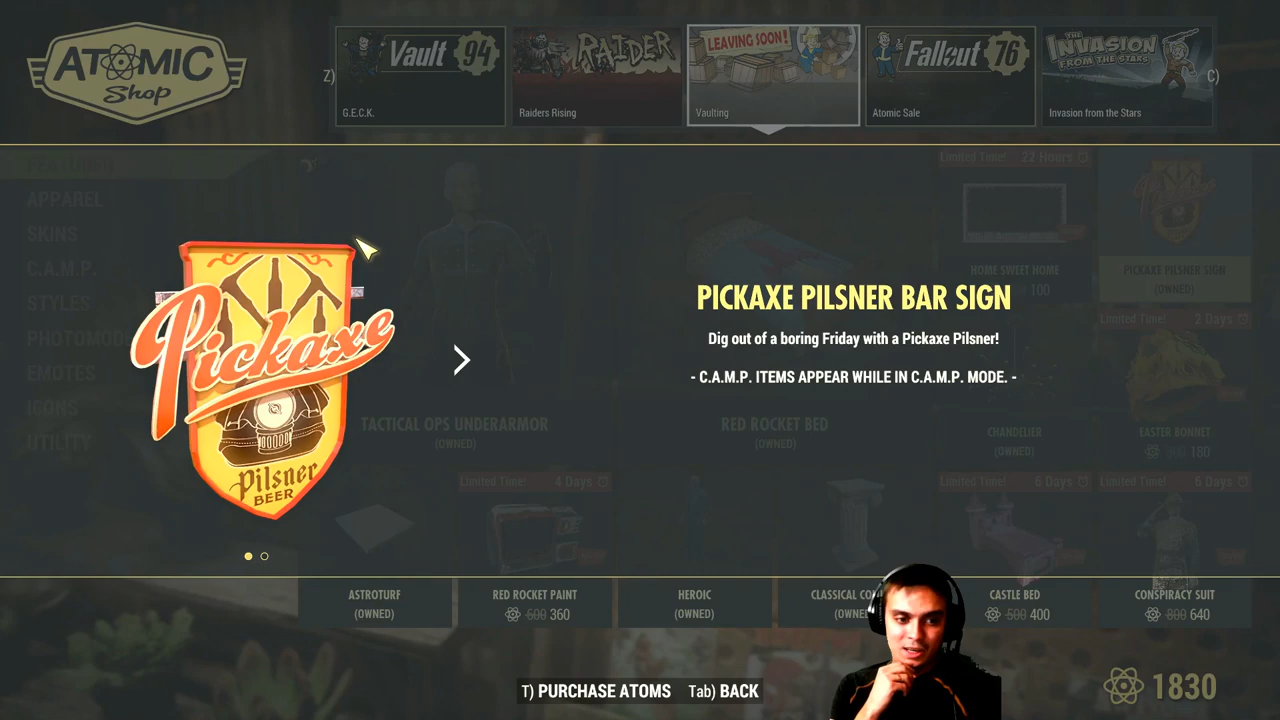 ATOMIC
Shop
Z)
Vault 94
G.E.C.K.
RAIDER
Raiders Rising
LEAVING SOON!
Vaulting
Fallout 76
Atomic Sale
THE
INVASION
FROM THE STARS
Invasion from the Stars
C)
FEATURED
APPAREL
SKINS
C.A.M.P.
STYLES
PHOTOMOD
EMOTES
ICONS
UTILITY
Limited Time! 22 Hours
HOME SWEET HOME
100
PICKAXE PILSNER SIGN
(OWNED)
Pickaxe
Pilsner
BEER
PICKAXE PILSNER BAR SIGN
Dig out of a boring Friday with a Pickaxe Pilsner!
- C.A.M.P. ITEMS APPEAR WHILE IN C.A.M.P. MODE. -
Limited Time! 2 Days
TACTICAL OPS UNDERARMOR
(OWNED)
RED ROCKET BED
(OWNED)
CHANDELIER
(OWNED)
EASTER BONNET
180
Limited Time! 4 Days
Limited Time! 6 Days
Limited Time! 6 Days
ASTROTURF
(OWNED)
RED ROCKET PAINT
600 360
HEROIC
(OWNED)
CLASSICAL CO
(OWNE
CASTLE BED
500 400
CONSPIRACY SUIT
800 640
T) PURCHASE ATOMS Tab) BACK
1830